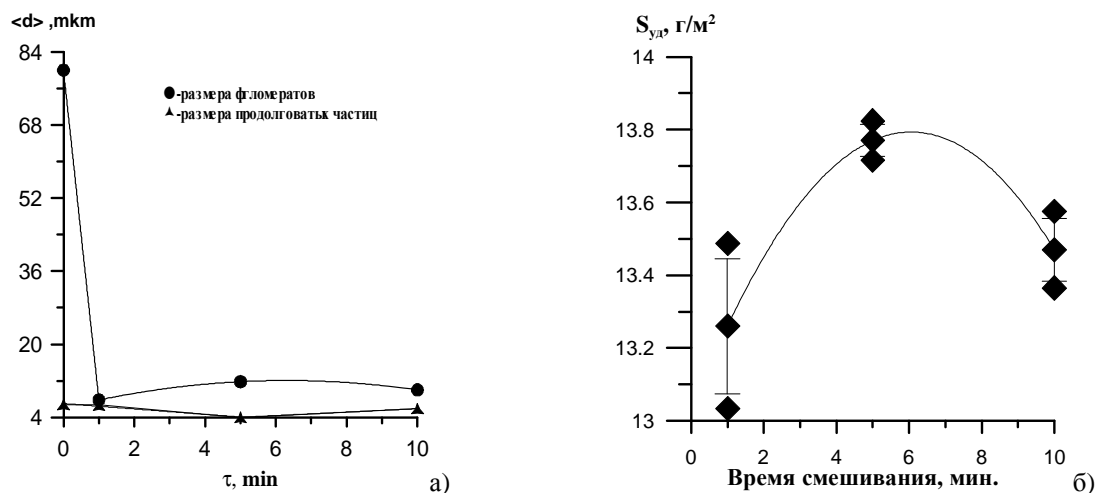 <d> ,mkm
84
68
52
36
20
4
●-размера фгломератов
▲-размера продолговатых частиц
0 2 4 6 8 10
τ, min
а)
Sуд, г/м²
14
13.8
13.6
13.4
13.2
13
0 2 4 6 8 10
Время смешивания, мин.
б)